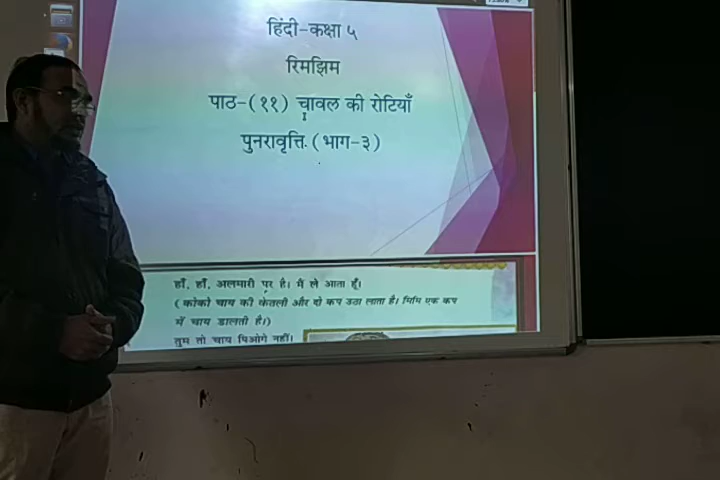 हिंदी-कक्षा ५
रिमझिम
पाठ-(११) चावल की रोटियाँ
पुनरावृत्ति (भाग-३)
हाँ, हाँ, अलमारी पर है। मैं ले आता हूँ।
(कोको चाय की केतली और दो कप उठा लाता है। मिमि एक कप
में चाय डालती है।)
तुम तो चाय पिओगे नहीं।